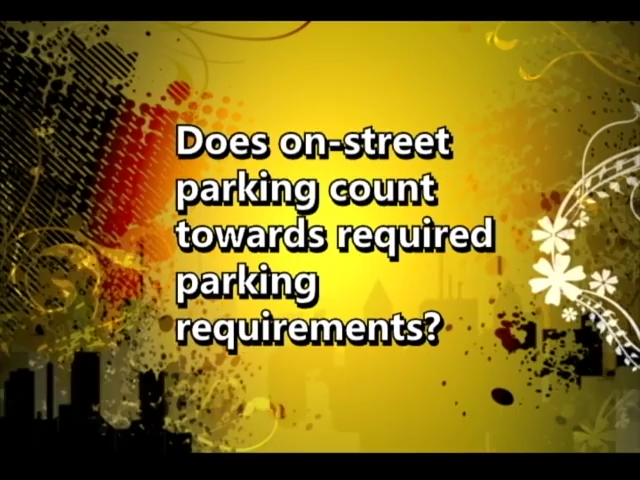 Does on-street
parking count
towards required
parking
requirements?